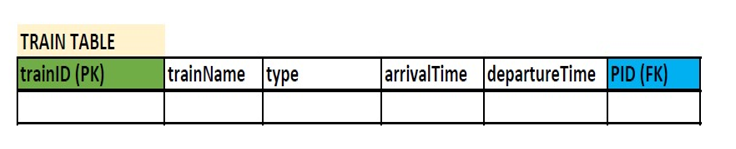 TRAIN TABLE
trainID (PK) trainName type arrivalTime departureTime PID (FK)